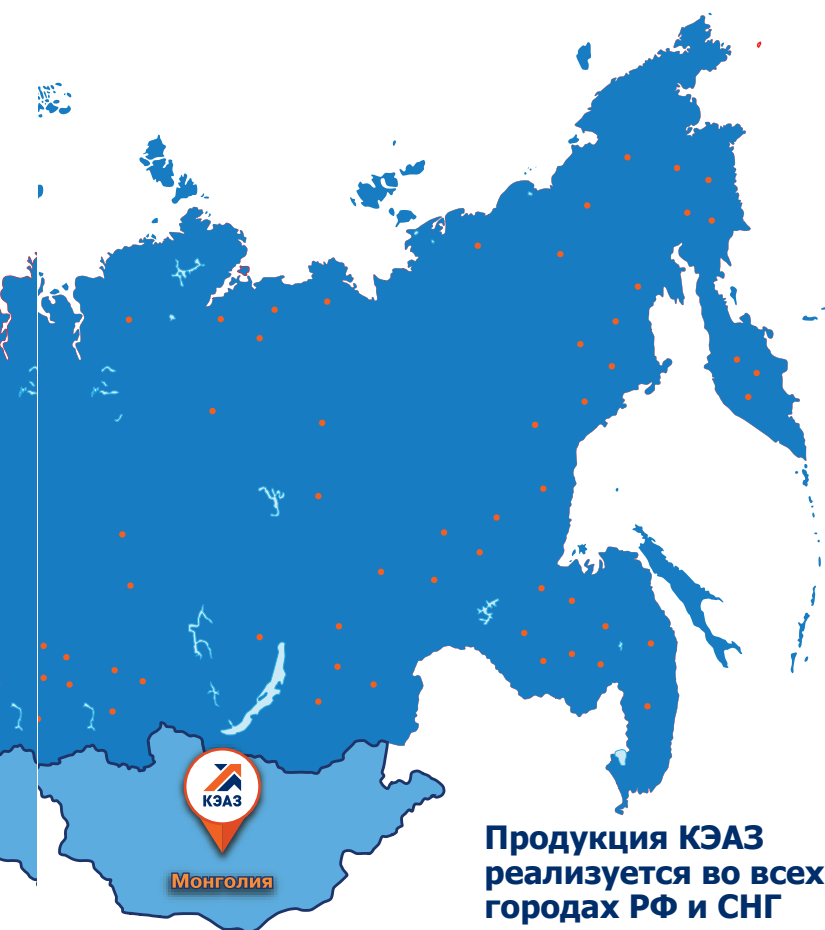 КЭАЗ
Монголия
Продукция КЭАЗ
реализуется во всех
городах РФ и СНГ